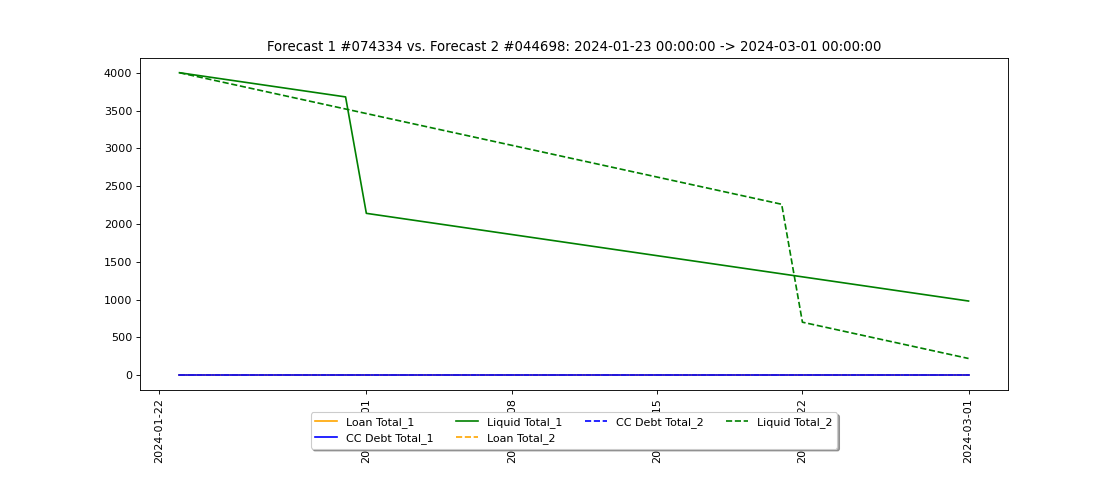 Forecast 1 #074334 vs. Forecast 2 #044698: 2024-01-23 00:00:00 -> 2024-03-01 00:00:00
4000
3500
3000
2500
2000
1500
1000
500
0
2024-01-22
2024-03-01
Loan Total_1
CC Debt Total_1
Liquid Total_1
Loan Total_2
CC Debt Total_2
Liquid Total_2